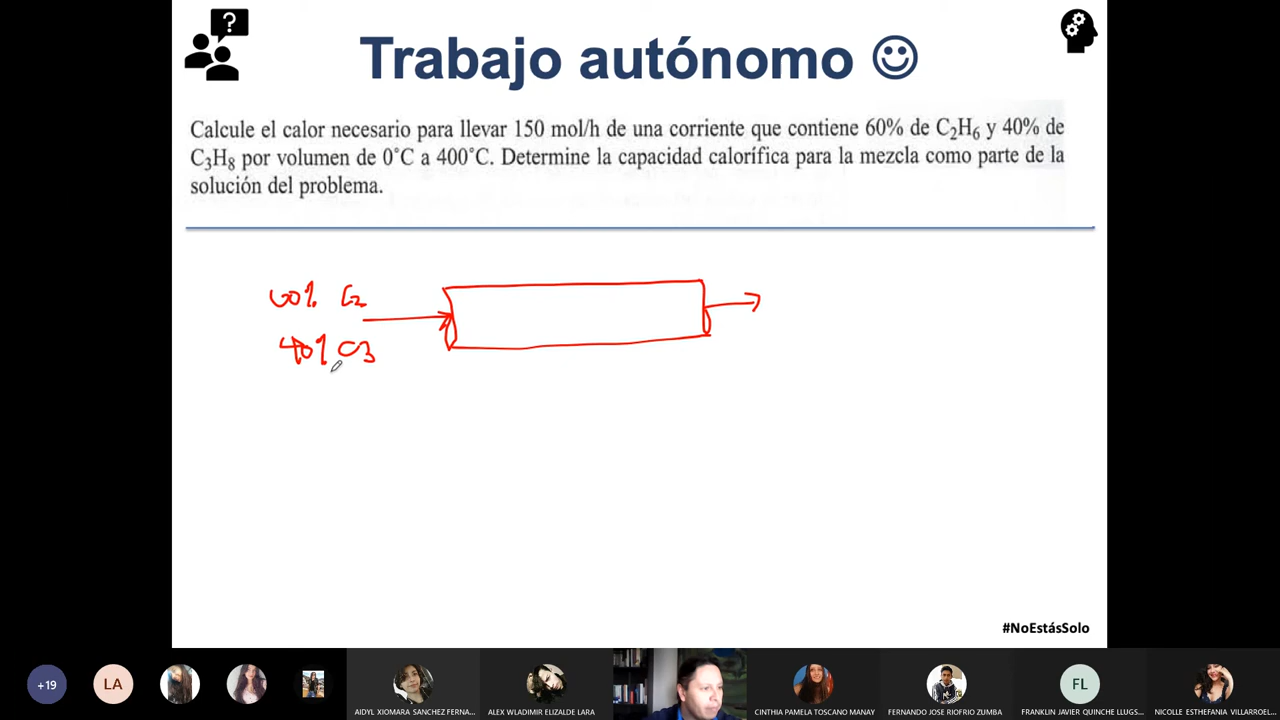 ?
Trabajo autónomo
Calcule el calor necesario para llevar 150 mol/h de una corriente que contiene 60% de C₂H₆ y 40% de
C₃H₈ por volumen de 0°C a 400°C. Determine la capacidad calorífica para la mezcla como parte de la
solución del problema.
60% C2
40% C3
#NoEstásSolo
+19
LA
FL
AIDYL XIOMARA SANCHEZ FERNA...
ALEX WLADIMIR ELIZALDE LARA
CINTHIA PAMELA TOSCANO MANAY
FERNANDO JOSE RIOFRIO ZUMBA
FRANKLIN JAVIER QUINCHE LLUGS...
NICOLLE ESTHEFANIA VILLARROEL...